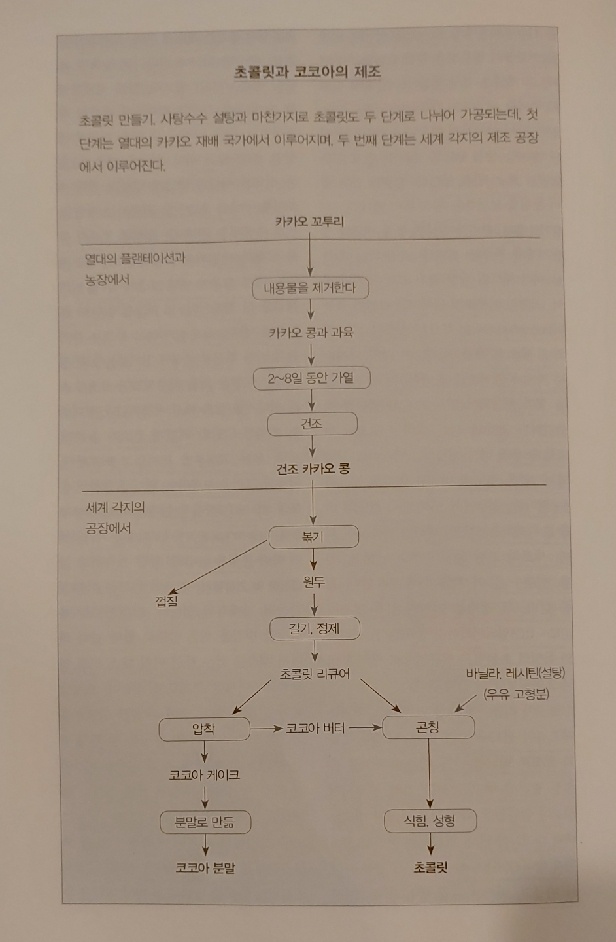 초콜릿과 코코아의 제조
초콜릿 만들기. 사탕수수 설탕과 마찬가지로 초콜릿도 두 단계로 나뉘어 가공되는데, 첫
단계는 열대의 카카오 재배 국가에서 이루어지며, 두 번째 단계는 세계 각지의 제조 공장
에서 이루어진다.
카카오 꼬투리
열대의 플랜테이션과
농장에서
내용물을 제거한다
카카오 콩과 과육
2~8일 동안 가열
건조
건조 카카오 콩
세계 각지의
공장에서
볶기
원두
껍질
갈기, 정제
초콜릿 리큐어
바닐라, 레시틴(설탕)
(우유 고형분)
압착
코코아 버터
콘칭
코코아 케이크
분말로 만듦
식힘, 성형
코코아 분말
초콜릿